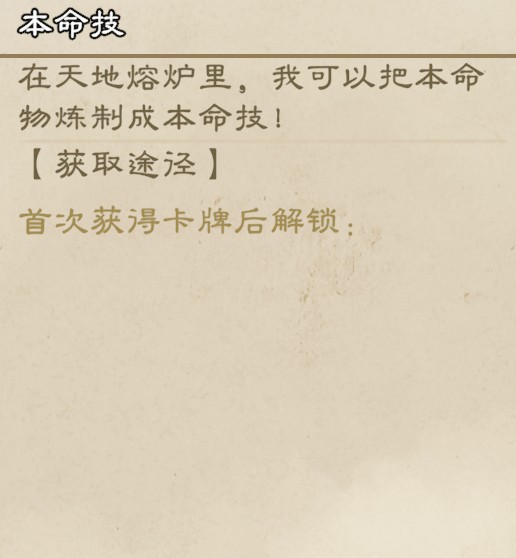 本命技
在天地熔炉里，我可以把本命
物炼制成本命技！
【获取途径】
首次获得卡牌后解锁：